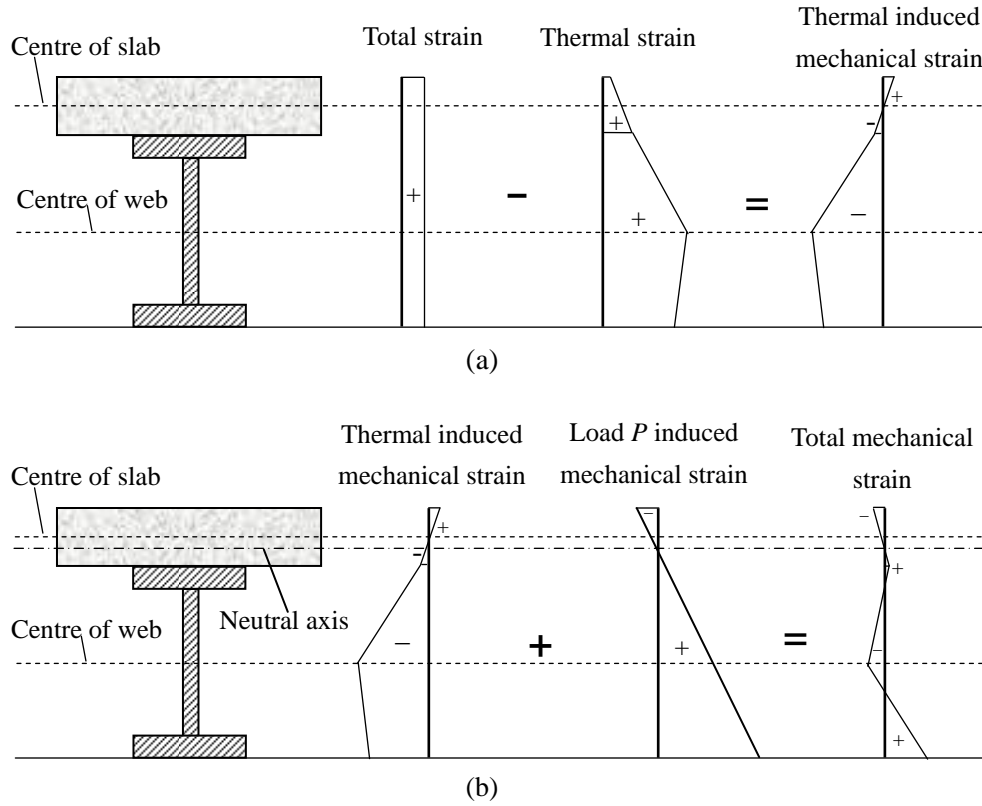 Centre of slab
Total strain
Thermal strain
Thermal induced
mechanical strain
+
-
+
Centre of web
+
-
+
=
−
(a)
Thermal induced
mechanical strain
Load P induced
mechanical strain
Total mechanical
strain
Centre of slab
+
−
−
-
+
Neutral axis
Centre of web
−
+
+
=
−
+
(b)